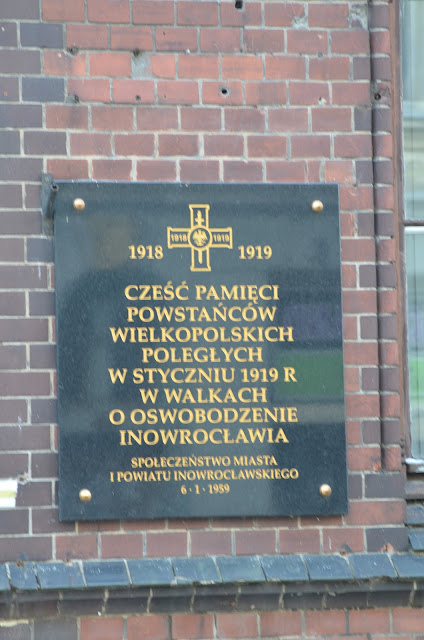 1918 1919
1918 1919
CZEŚĆ PAMIĘCI
POWSTAŃCÓW
WIELKOPOLSKICH
POLEGŁYCH
W STYCZNIU 1919 R
W WALKACH
O OSWOBODZENIE
INOWROCŁAWIA
SPOŁECZEŃSTWO MIASTA
I POWIATU INOWROCŁAWSKIEGO
6·1·1959